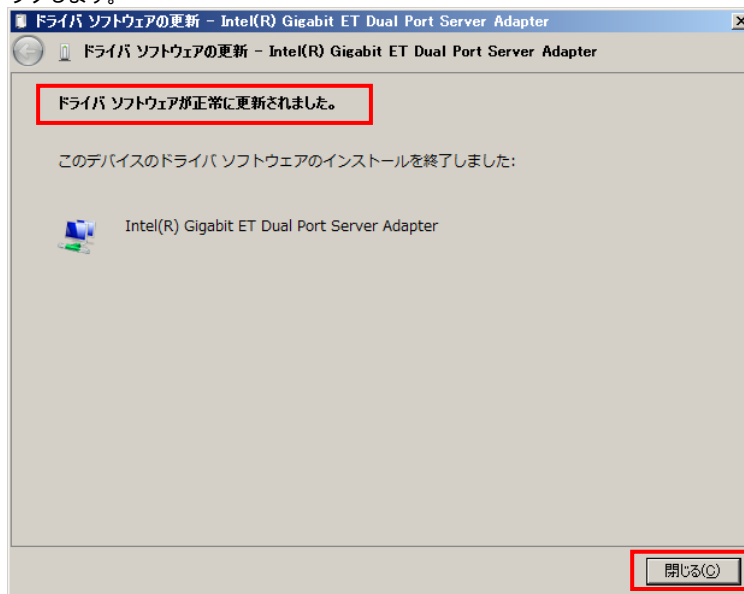 ックします。
ドライバ ソフトウェアの更新 - Intel(R) Gigabit ET Dual Port Server Adapter
ドライバ ソフトウェアの更新 - Intel(R) Gigabit ET Dual Port Server Adapter
ドライバ ソフトウェアが正常に更新されました。
このデバイスのドライバ ソフトウェアのインストールを終了しました:
Intel(R) Gigabit ET Dual Port Server Adapter
閉じる(C)